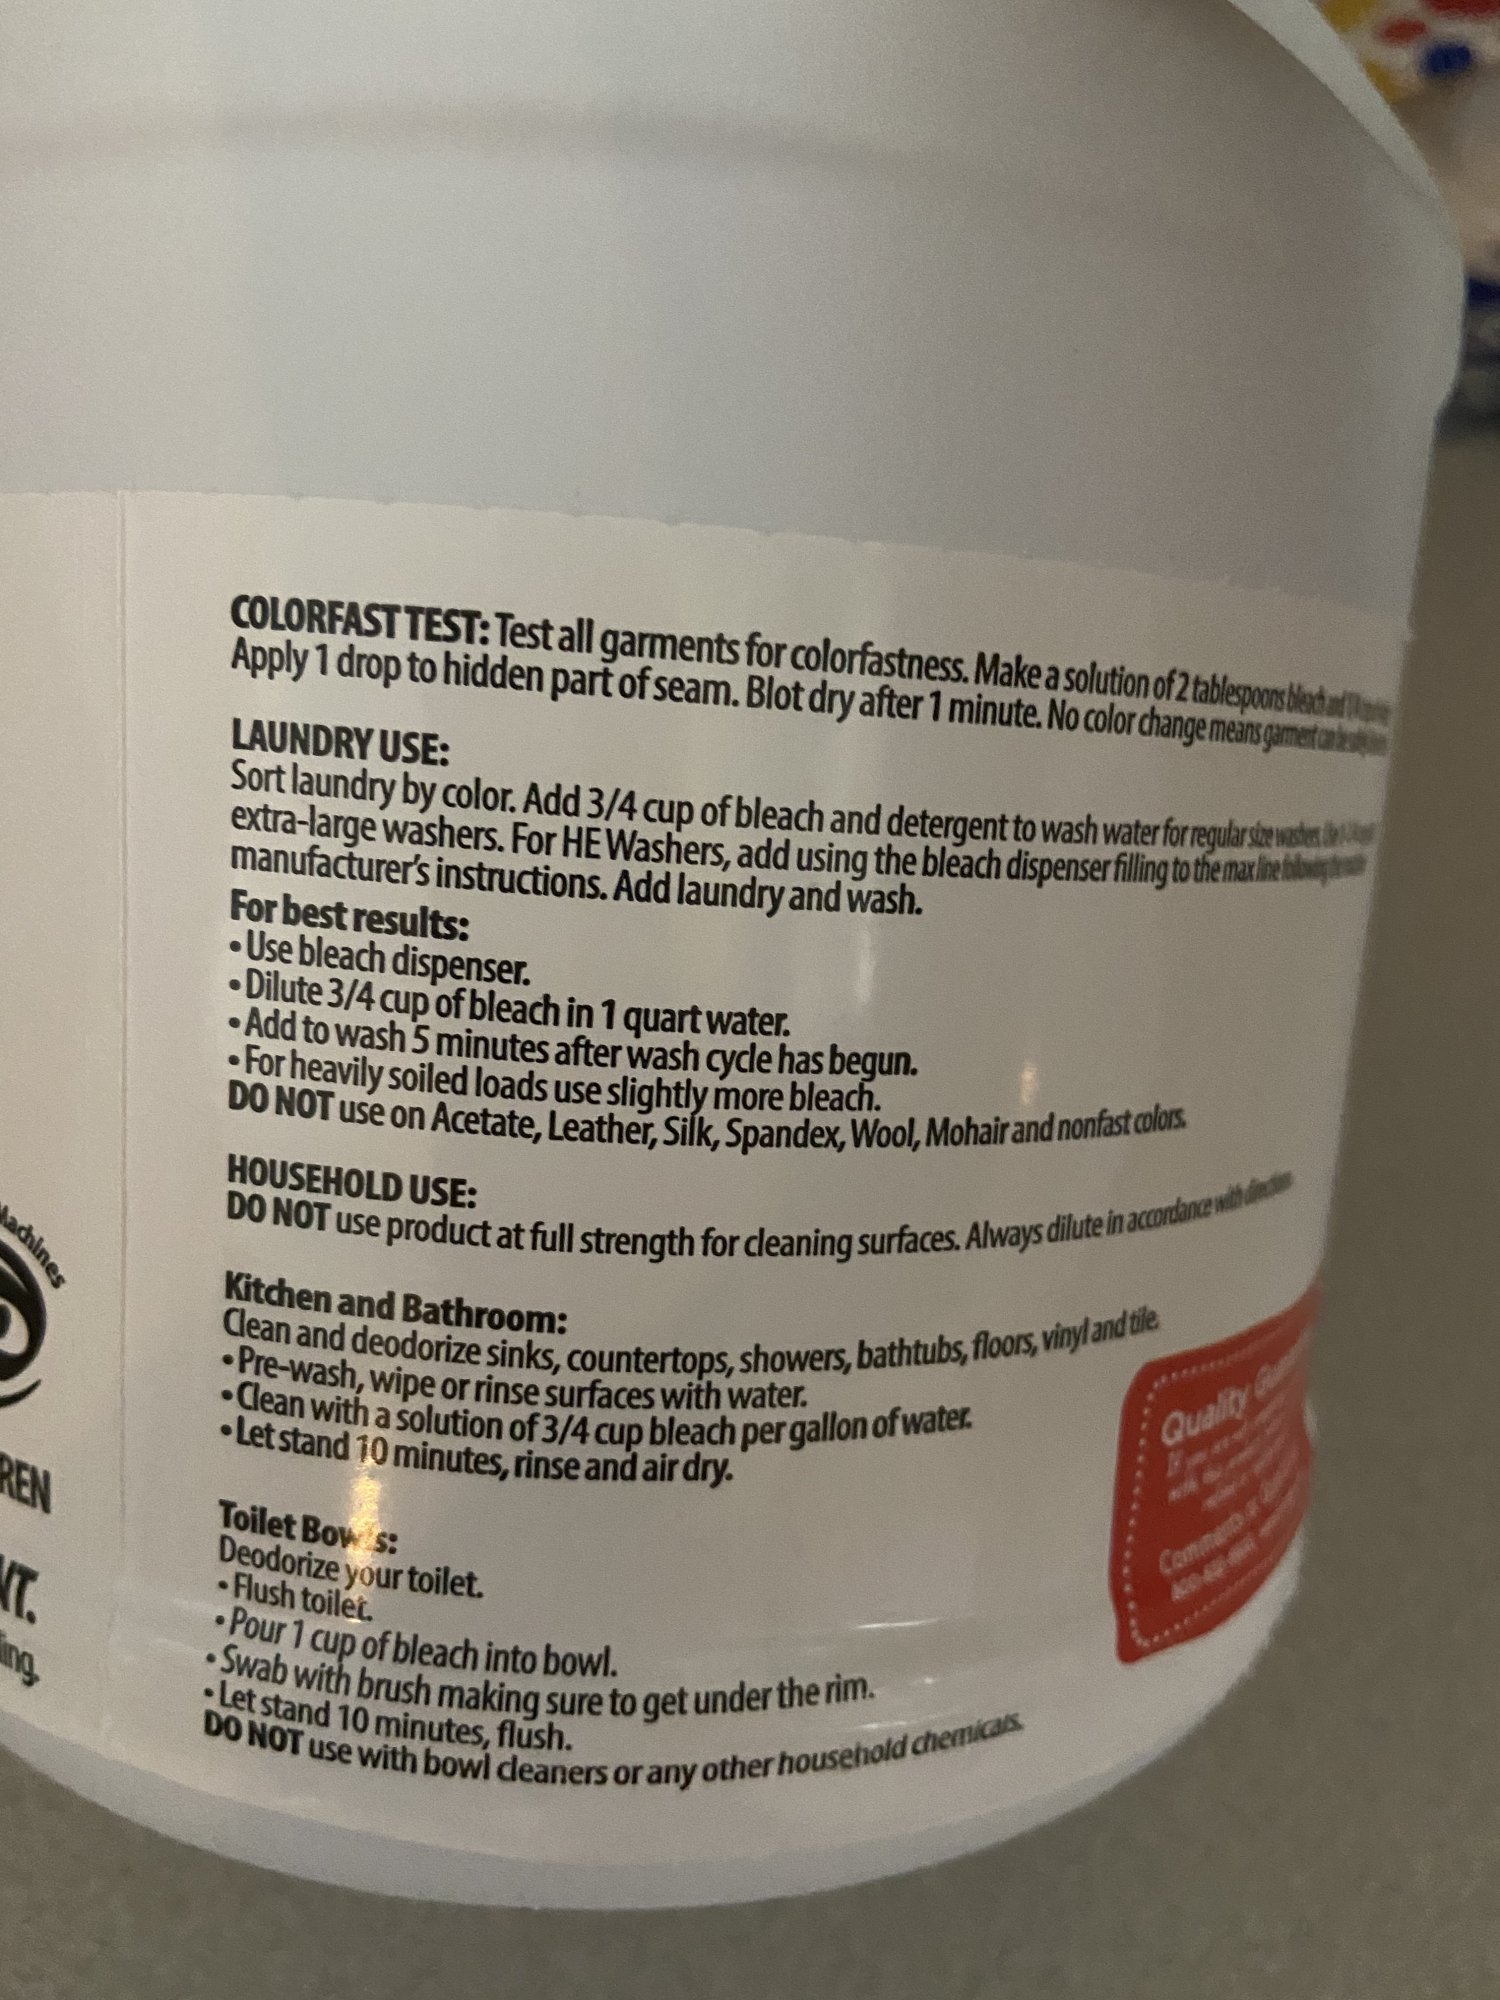 COLORFAST TEST: Test all garments for colorfastness. Make a solution of 2 tablespoons bleach and
Apply 1 drop to hidden part of seam. Blot dry after 1 minute. No color change means garment can be
LAUNDRY USE:
Sort laundry by color. Add 3/4 cup of bleach and detergent to wash water for regular size washers.
extra-large washers. For HE Washers, add using the bleach dispenser filling to the max line following the
manufacturer's instructions. Add laundry and wash.
For best results:
• Use bleach dispenser.
• Dilute 3/4 cup of bleach in 1 quart water.
• Add to wash 5 minutes after wash cycle has begun.
• For heavily soiled loads use slightly more bleach.
DO NOT use on Acetate, Leather, Silk, Spandex, Wool, Mohair and nonfast colors.
HOUSEHOLD USE:
DO NOT use product at full strength for cleaning surfaces. Always dilute in accordance with
Kitchen and Bathroom:
Clean and deodorize sinks, countertops, showers, bathtubs, floors, vinyl and tile.
• Pre-wash, wipe or rinse surfaces with water.
• Clean with a solution of 3/4 cup bleach per gallon of water.
• Let stand 10 minutes, rinse and air dry.
Toilet Bowls:
Deodorize your toilet.
• Flush toilet.
• Pour 1 cup of bleach into bowl.
• Swab with brush making sure to get under the rim.
• Let stand 10 minutes, flush.
DO NOT use with bowl cleaners or any other household chemicals.
Machines
REN
NT.
ing.
Quality